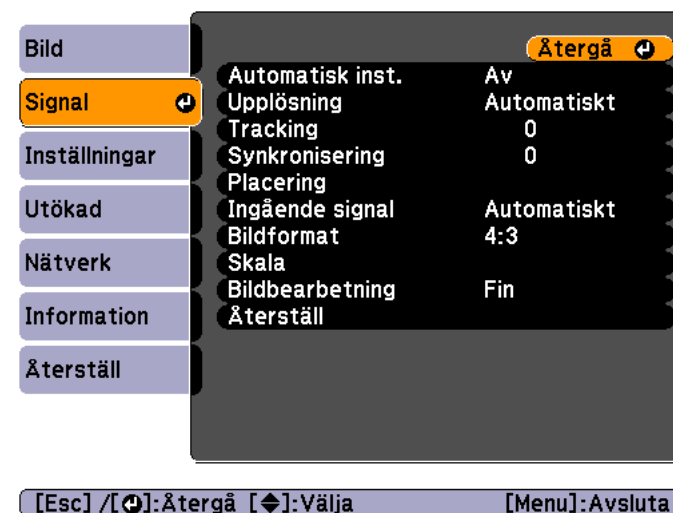 Bild
Signal
Inställningar
Utökad
Nätverk
Information
Återställ
Återgå
Automatisk inst. Av
Upplösning Automatiskt
Tracking 0
Synkronisering 0
Placering
Ingående signal Automatiskt
Bildformat 4:3
Skala
Bildbearbetning Fin
Återställ
[Esc] /[⏎]:Återgå [◆]:Välja [Menu]:Avsluta